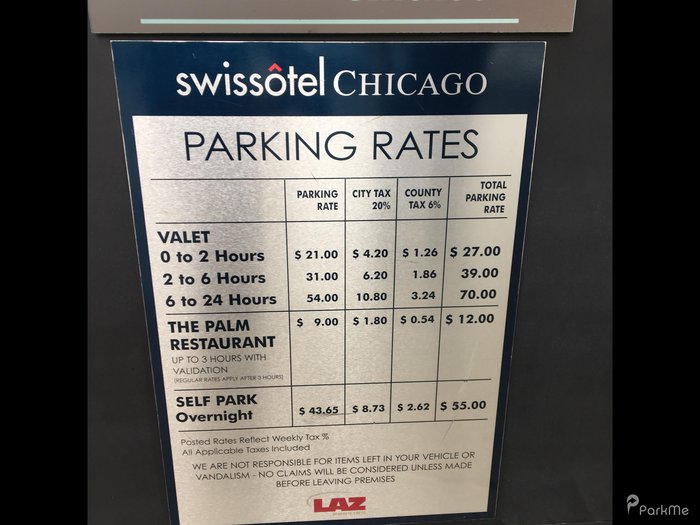 swissôtel CHICAGO
PARKING RATES
PARKING RATE CITY TAX 20% COUNTY TAX 6% TOTAL PARKING RATE
VALET
0 to 2 Hours $ 21.00 $ 4.20 $ 1.26 $ 27.00
2 to 6 Hours 31.00 6.20 1.86 39.00
6 to 24 Hours 54.00 10.80 3.24 70.00
THE PALM RESTAURANT $ 9.00 $ 1.80 $ 0.54 $ 12.00
UP TO 3 HOURS WITH
VALIDATION
(REGULAR RATES APPLY AFTER 3 HOURS)
SELF PARK
Overnight $ 43.65 $ 8.73 $ 2.62 $ 55.00
Posted Rates Reflect Weekly Tax %
All Applicable Taxes Included
WE ARE NOT RESPONSIBLE FOR ITEMS LEFT IN YOUR VEHICLE OR
VANDALISM - NO CLAIMS WILL BE CONSIDERED UNLESS MADE
BEFORE LEAVING PREMISES
LAZ
PARKING
ParkMe